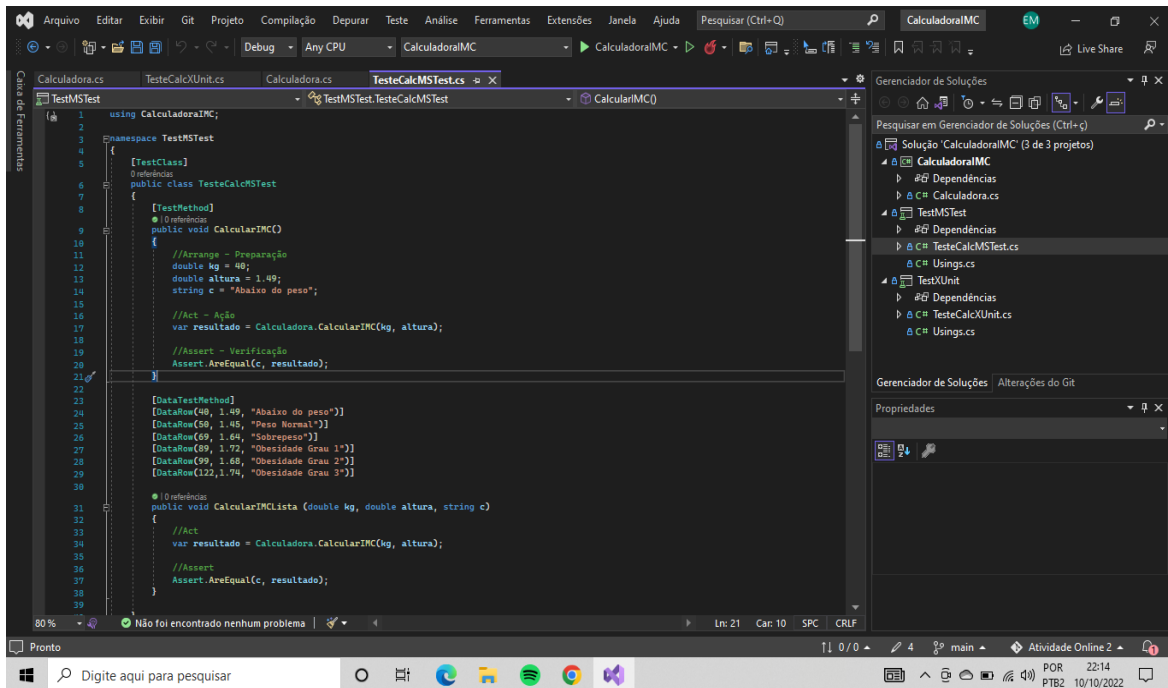 Arquivo Editar Exibir Git Projeto Compilação Depurar Teste Análise Ferramentas Extensões Janela Ajuda Pesquisar (Ctrl+Q) CalculadoraIMC EM
Debug Any CPU CalculadoraIMC CalculadoraIMC Live Share
Caixa de Ferramentas
Calculadora.cs TesteCalcXUnit.cs Calculadora.cs TesteCalcMSTest.cs
TestMSTest TestMSTest.TesteCalcMSTest CalcularIMC()
1 using CalculadoraIMC;
2
3 namespace TestMSTest
4 {
5 [TestClass]
0 referências
6 public class TesteCalcMSTest
7 {
8 [TestMethod]
| 0 referências
9 public void CalcularIMC()
10 {
11 //Arrange - Preparação
12 double kg = 40;
13 double altura = 1.49;
14 string c = "Abaixo do peso";
15
16 //Act - Ação
17 var resultado = Calculadora.CalcularIMC(kg, altura);
18
19 //Assert - Verificação
20 Assert.AreEqual(c, resultado);
21 }
22
23 [DataTestMethod]
24 [DataRow(40, 1.49, "Abaixo do peso")]
25 [DataRow(50, 1.45, "Peso Normal")]
26 [DataRow(69, 1.64, "Sobrepeso")]
27 [DataRow(89, 1.72, "Obesidade Grau 1")]
28 [DataRow(99, 1.68, "Obesidade Grau 2")]
29 [DataRow(122,1.74, "Obesidade Grau 3")]
30
| 0 referências
31 public void CalcularIMCLista (double kg, double altura, string c)
32 {
33 //Act
34 var resultado = Calculadora.CalcularIMC(kg, altura);
35
36 //Assert
37 Assert.AreEqual(c, resultado);
38 }
39
80 % Não foi encontrado nenhum problema Ln: 21 Car: 10 SPC CRLF
Gerenciador de Soluções
Pesquisar em Gerenciador de Soluções (Ctrl+ç)
Solução 'CalculadoraIMC' (3 de 3 projetos)
CalculadoraIMC
Dependências
C# Calculadora.cs
TestMSTest
Dependências
C# TesteCalcMSTest.cs
C# Usings.cs
TestXUnit
Dependências
C# TesteCalcXUnit.cs
C# Usings.cs
Gerenciador de Soluções Alterações do Git
Propriedades
Pronto 0 / 0 4 main Atividade Online 2 1
Digite aqui para pesquisar POR PTB2 22:14 10/10/2022